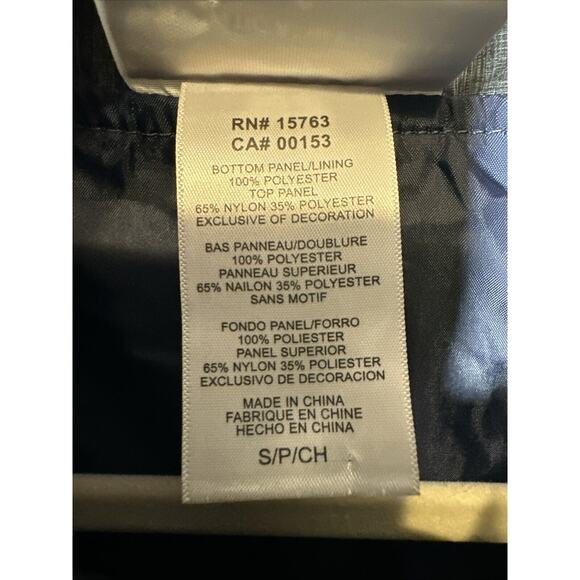 RN# 15763
CA# 00153
BOTTOM PANEL/LINING
100% POLYESTER
TOP PANEL
65% NYLON 35% POLYESTER
EXCLUSIVE OF DECORATION
BAS PANNEAU/DOUBLURE
100% POLYESTER
PANNEAU SUPERIEUR
65% NAILON 35% POLYESTER
SANS MOTIF
FONDO PANEL/FORRO
100% POLIESTER
PANEL SUPERIOR
65% NYLON 35% POLIESTER
EXCLUSIVO DE DECORACION
MADE IN CHINA
FABRIQUE EN CHINE
HECHO EN CHINA
S/P/CH